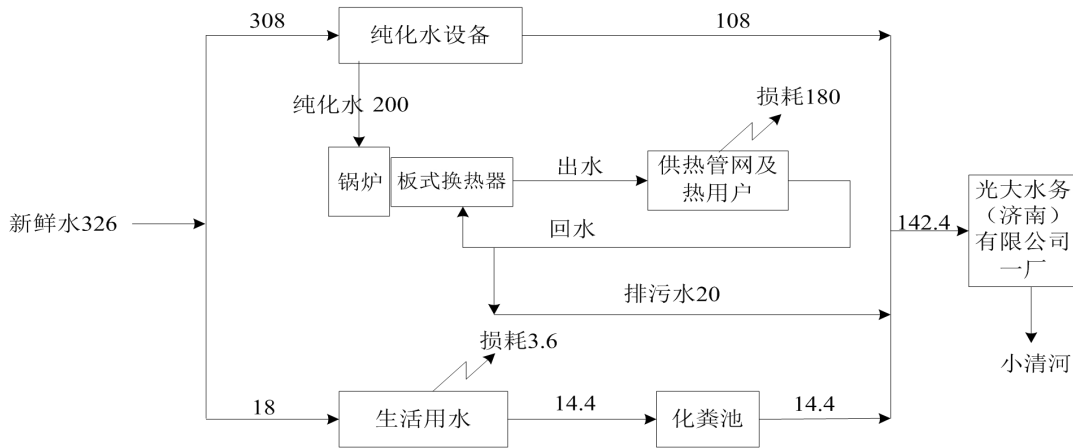 308
纯化水设备
108
纯化水 200
损耗180
锅炉
板式换热器
出水
供热管网及
热用户
新鲜水326
回水
142.4
光大水务
（济南）
有限公司
一厂
排污水20
损耗3.6
小清河
18
生活用水
14.4
化粪池
14.4